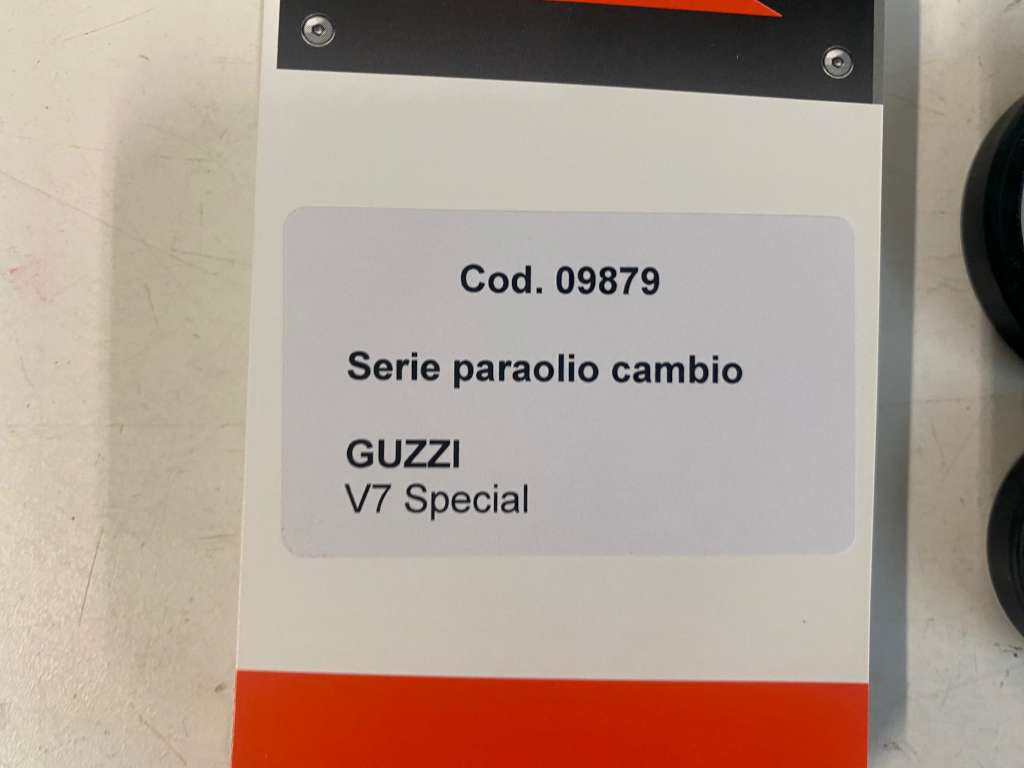 Cod. 09879
Serie paraolio cambio
GUZZI
V7 Special